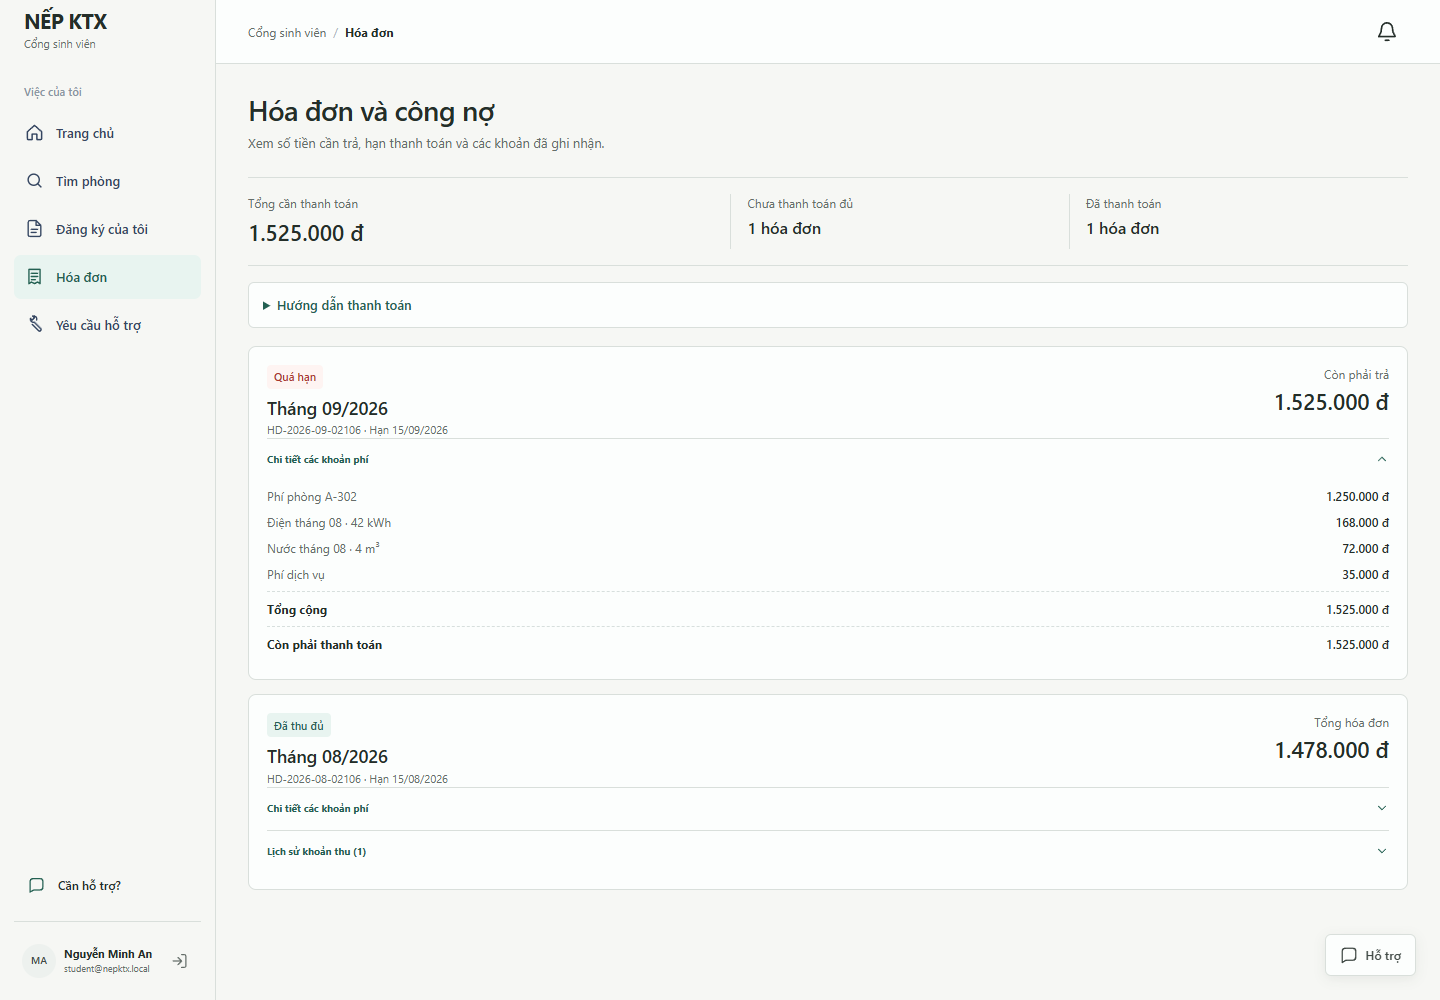 NẾP KTX
Cổng sinh viên
Việc của tôi
Trang chủ
Tìm phòng
Đăng ký của tôi
Hóa đơn
Yêu cầu hỗ trợ
Cần hỗ trợ?
MA
Nguyễn Minh An
student@nepktx.local
Cổng sinh viên / Hóa đơn
Hóa đơn và công nợ
Xem số tiền cần trả, hạn thanh toán và các khoản đã ghi nhận.
Tổng cần thanh toán
1.525.000 đ
Chưa thanh toán đủ
1 hóa đơn
Đã thanh toán
1 hóa đơn
Hướng dẫn thanh toán
Quá hạn
Tháng 09/2026
HD-2026-09-02106 · Hạn 15/09/2026
Còn phải trả
1.525.000 đ
Chi tiết các khoản phí
Phí phòng A-302 1.250.000 đ
Điện tháng 08 · 42 kWh 168.000 đ
Nước tháng 08 · 4 m³ 72.000 đ
Phí dịch vụ 35.000 đ
Tổng cộng 1.525.000 đ
Còn phải thanh toán 1.525.000 đ
Đã thu đủ
Tháng 08/2026
HD-2026-08-02106 · Hạn 15/08/2026
Tổng hóa đơn
1.478.000 đ
Chi tiết các khoản phí
Lịch sử khoản thu (1)
Hỗ trợ